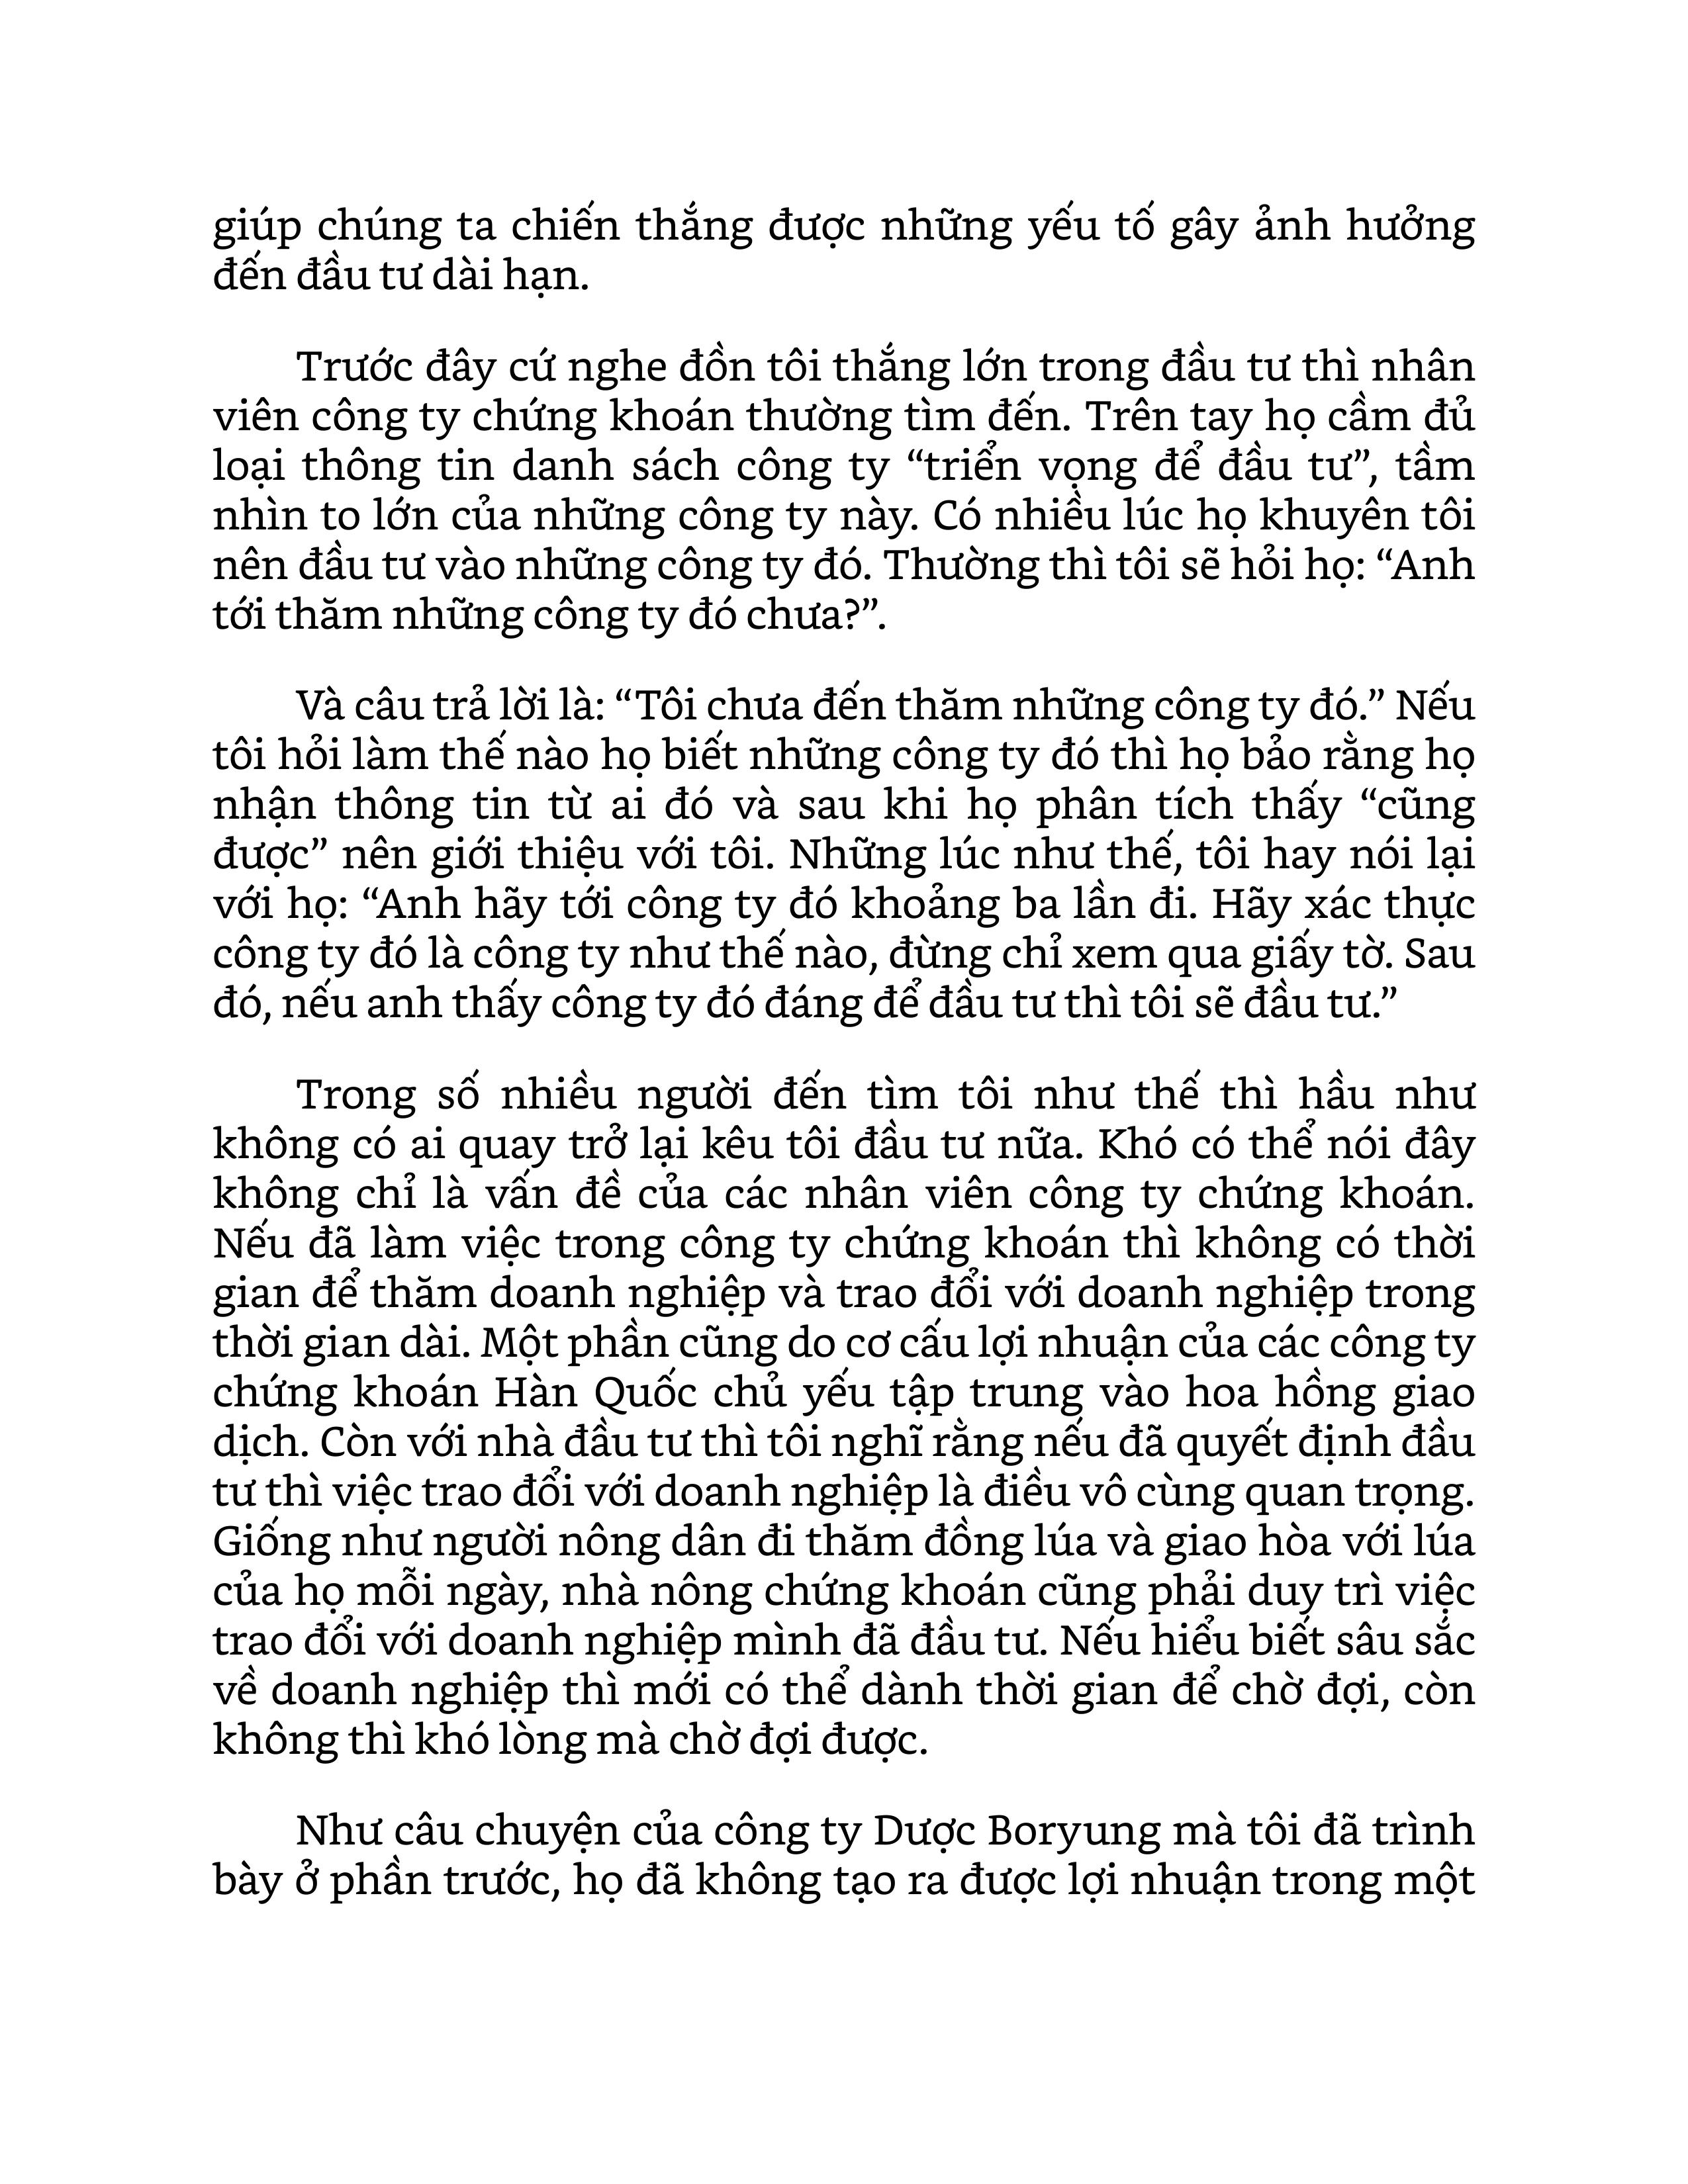 giúp chúng ta chiến thắng được những yếu tố gây ảnh hưởng
đến đầu tư dài hạn.
Trước đây cứ nghe đồn tôi thắng lớn trong đầu tư thì nhân
viên công ty chứng khoán thường tìm đến. Trên tay họ cầm đủ
loại thông tin danh sách công ty “triển vọng để đầu tư”, tầm
nhìn to lớn của những công ty này. Có nhiều lúc họ khuyên tôi
nên đầu tư vào những công ty đó. Thường thì tôi sẽ hỏi họ: “Anh
tới thăm những công ty đó chưa?”.
Và câu trả lời là: “Tôi chưa đến thăm những công ty đó.” Nếu
tôi hỏi làm thế nào họ biết những công ty đó thì họ bảo rằng họ
nhận thông tin từ ai đó và sau khi họ phân tích thấy “cũng
được” nên giới thiệu với tôi. Những lúc như thế, tôi hay nói lại
với họ: “Anh hãy tới công ty đó khoảng ba lần đi. Hãy xác thực
công ty đó là công ty như thế nào, đừng chỉ xem qua giấy tờ. Sau
đó, nếu anh thấy công ty đó đáng để đầu tư thì tôi sẽ đầu tư.”
Trong số nhiều người đến tìm tôi như thế thì hầu như
không có ai quay trở lại kêu tôi đầu tư nữa. Khó có thể nói đây
không chỉ là vấn đề của các nhân viên công ty chứng khoán.
Nếu đã làm việc trong công ty chứng khoán thì không có thời
gian để thăm doanh nghiệp và trao đổi với doanh nghiệp trong
thời gian dài. Một phần cũng do cơ cấu lợi nhuận của các công ty
chứng khoán Hàn Quốc chủ yếu tập trung vào hoa hồng giao
dịch. Còn với nhà đầu tư thì tôi nghĩ rằng nếu đã quyết định đầu
tư thì việc trao đổi với doanh nghiệp là điều vô cùng quan trọng.
Giống như người nông dân đi thăm đồng lúa và giao hòa với lúa
của họ mỗi ngày, nhà nông chứng khoán cũng phải duy trì việc
trao đổi với doanh nghiệp mình đã đầu tư. Nếu hiểu biết sâu sắc
về doanh nghiệp thì mới có thể dành thời gian để chờ đợi, còn
không thì khó lòng mà chờ đợi được.
Như câu chuyện của công ty Dược Boryung mà tôi đã trình
bày ở phần trước, họ đã không tạo ra được lợi nhuận trong một